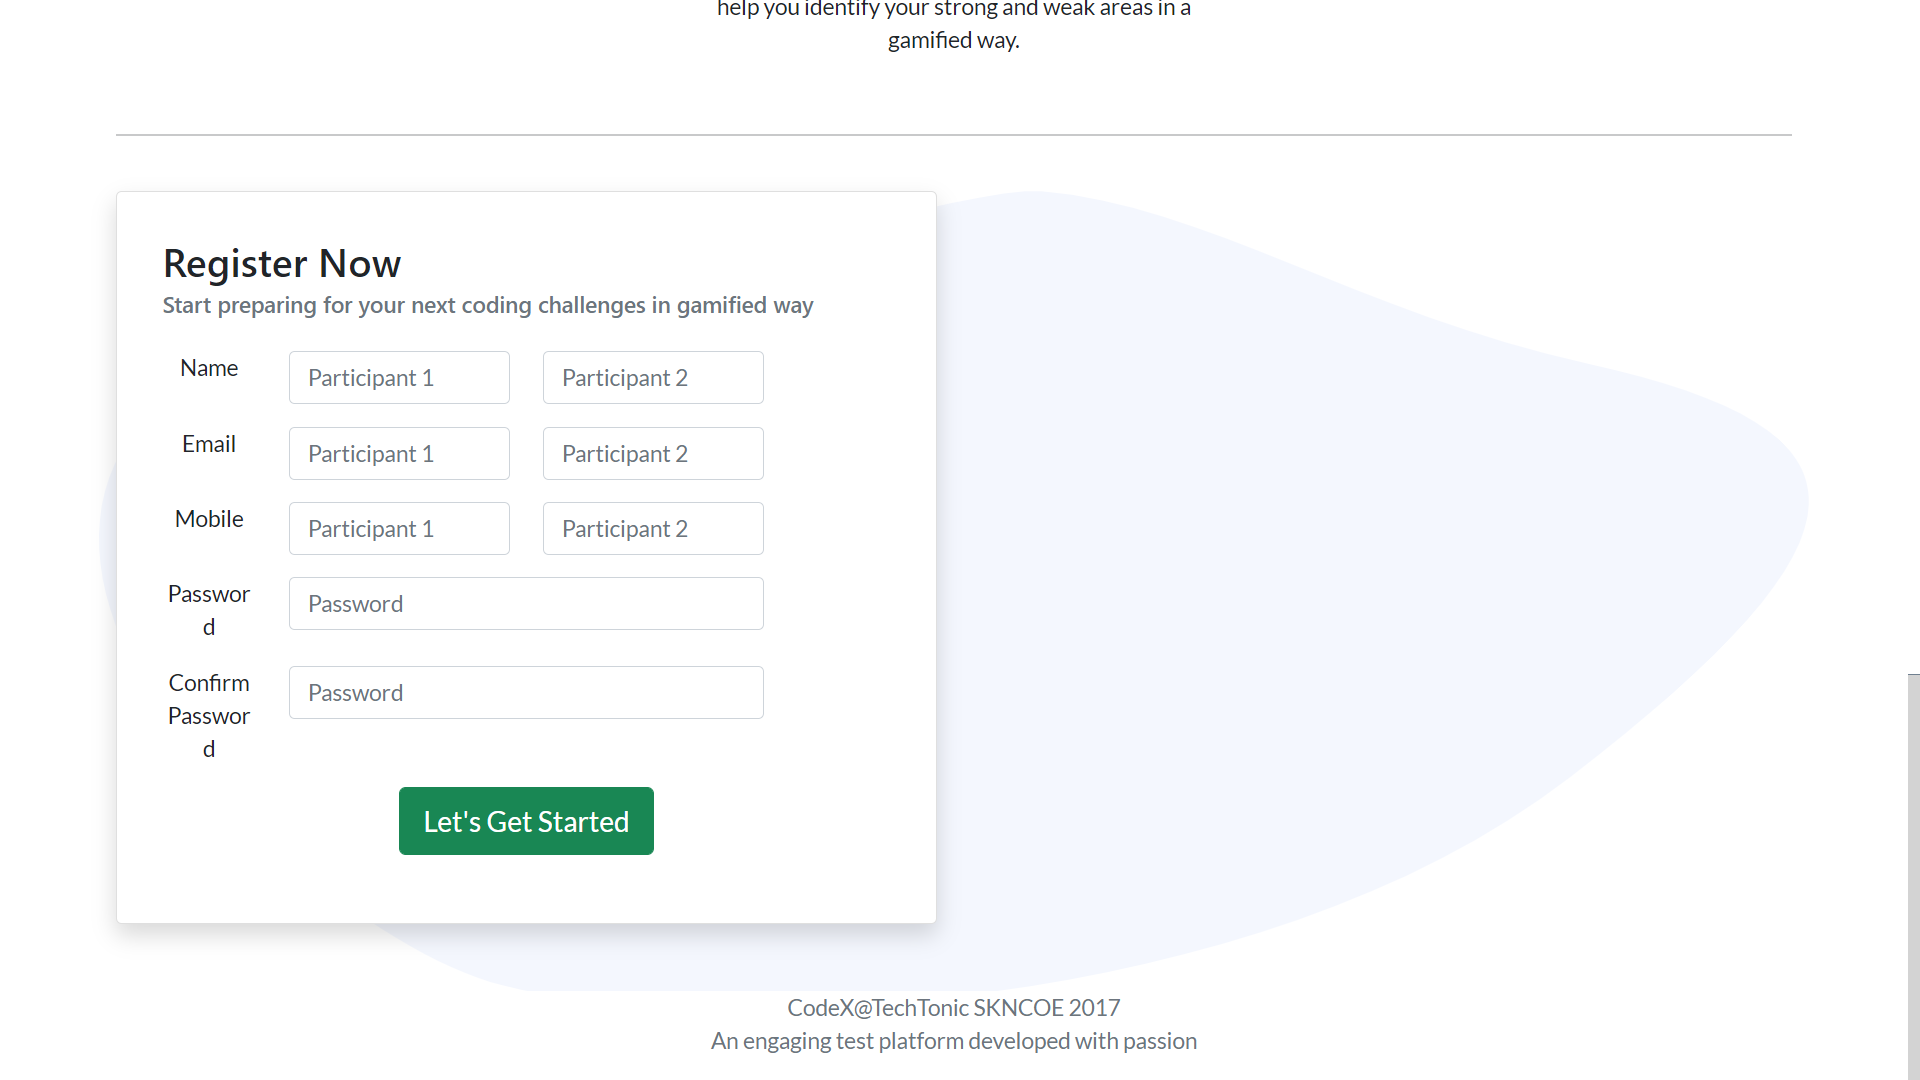 help you identify your strong and weak areas in a
gamified way.
Register Now
Start preparing for your next coding challenges in gamified way
Name
Participant 1
Participant 2
Email
Participant 1
Participant 2
Mobile
Participant 1
Participant 2
Passwor
d
Password
Confirm
Passwor
d
Password
Let's Get Started
CodeX@TechTonic SKNCOE 2017
An engaging test platform developed with passion